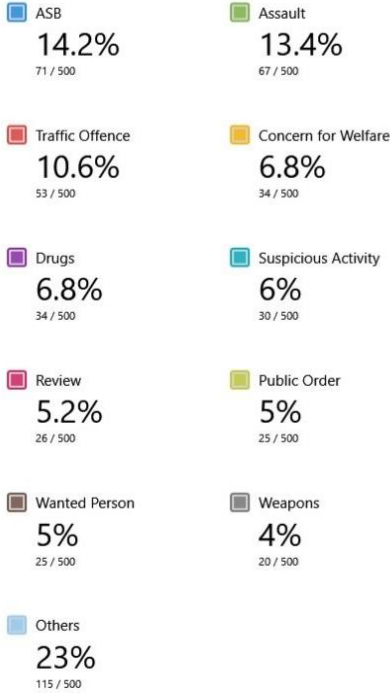 ASB
14.2%
71 / 500
Assault
13.4%
67 / 500
Traffic Offence
10.6%
53 / 500
Concern for Welfare
6.8%
34 / 500
Drugs
6.8%
34 / 500
Suspicious Activity
6%
30 / 500
Review
5.2%
26 / 500
Public Order
5%
25 / 500
Wanted Person
5%
25 / 500
Weapons
4%
20 / 500
Others
23%
115 / 500